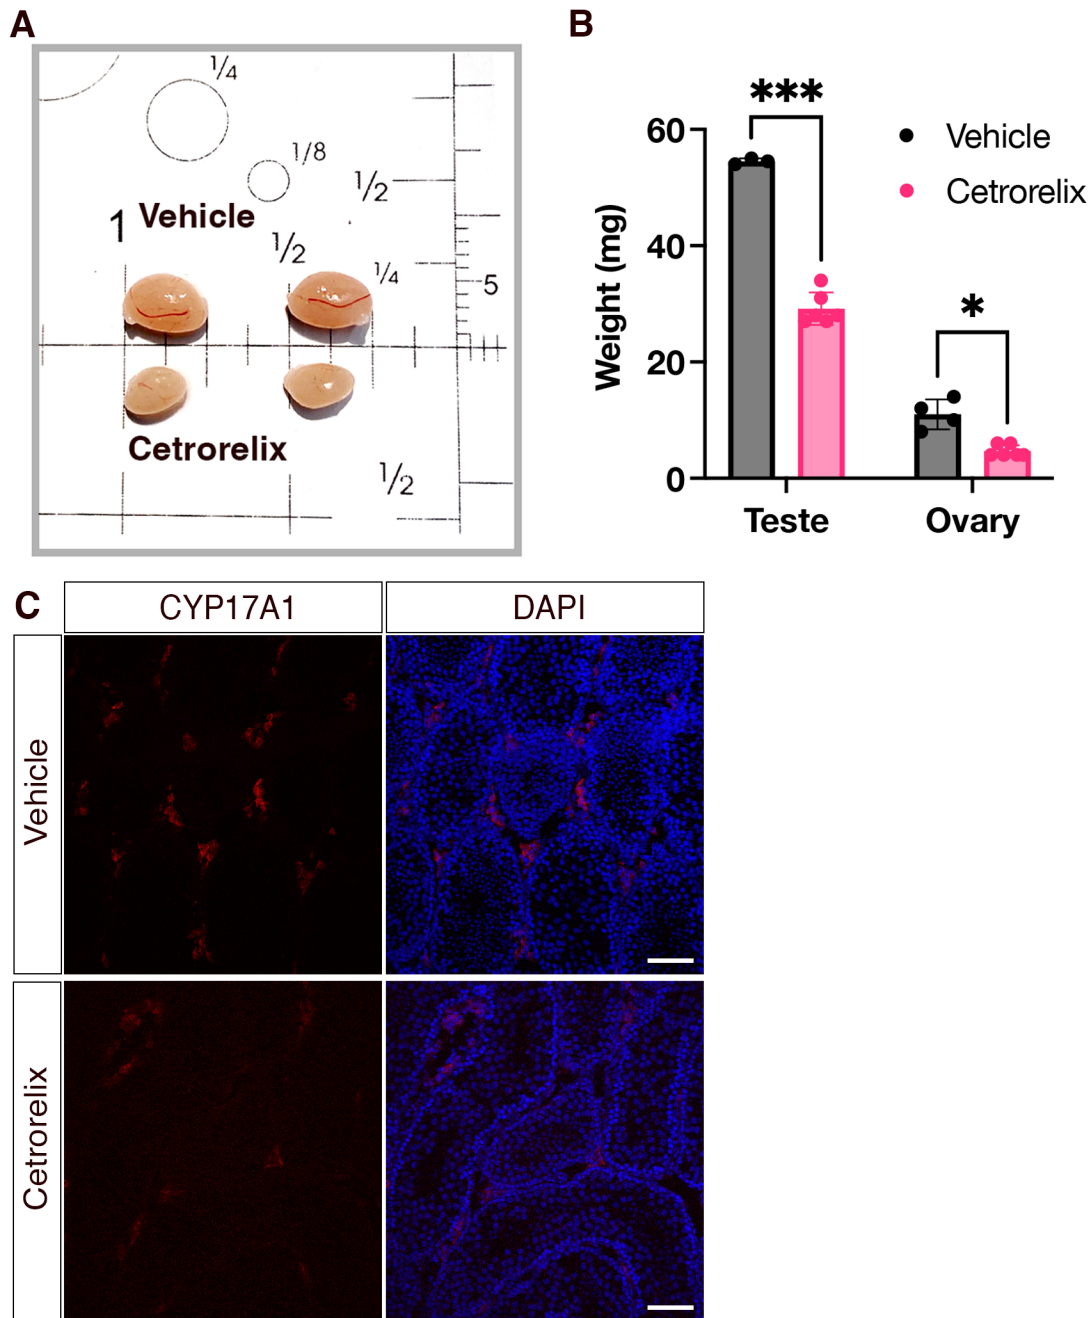 A
1/4
1/8
1/2
1 Vehicle
1/2
1/4
5
Cetrorelix
1/2
B
***
*
Weight (mg)
60
40
20
0
Vehicle
Cetrorelix
Teste
Ovary
C
CYP17A1
DAPI
Vehicle
Cetrorelix